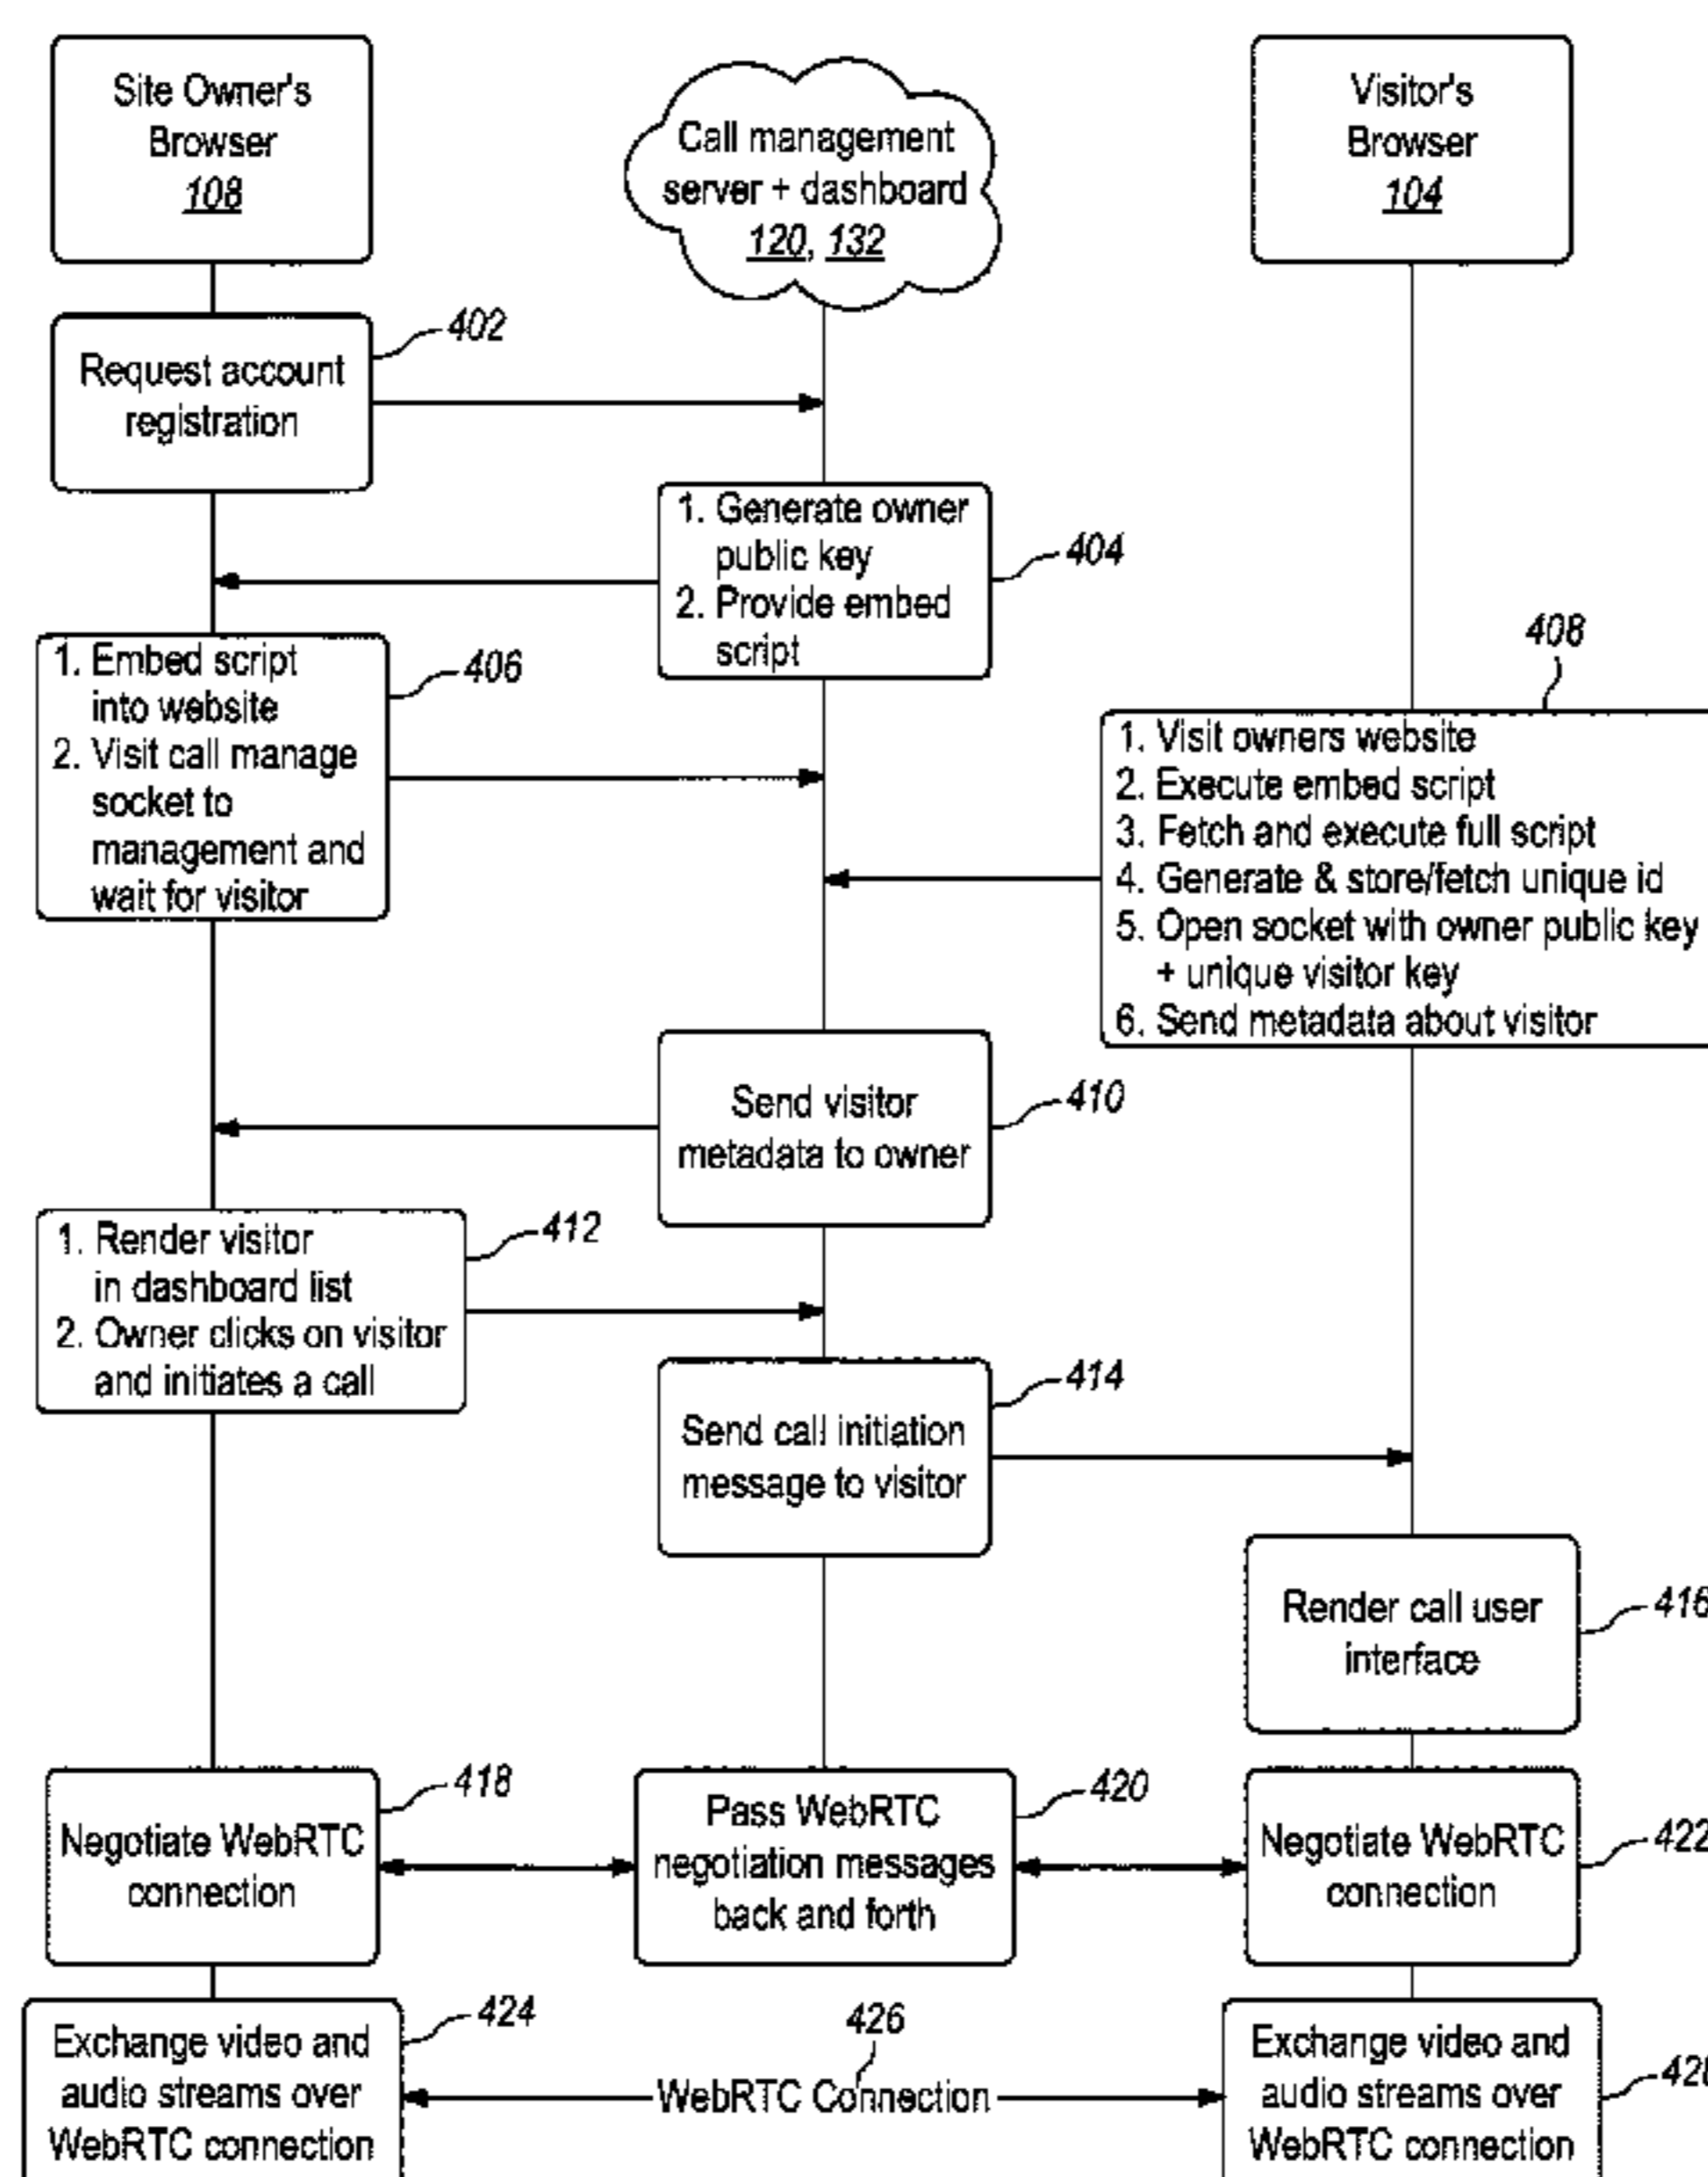 Site Owner's
Browser
108
Call management
server + dashboard
120, 132
Visitor's
Browser
104
402
Request account
registration
1. Generate owner
public key
2. Provide embed
script
404
1. Embed script
into website
2. Visit call manage
socket to
management and
wait for visitor
406
408
1. Visit owners website
2. Execute embed script
3. Fetch and execute full script
4. Generate & store/fetch unique id
5. Open socket with owner public key
+ unique visitor key
6. Send metadata about visitor
Send visitor
metadata to owner
410
1. Render visitor
in dashboard list
2. Owner clicks on visitor
and initiates a call
412
Send call initiation
message to visitor
414
Render call user
interface
416
Negotiate WebRTC
connection
418
Pass WebRTC
negotiation messages
back and forth
420
Negotiate WebRTC
connection
422
Exchange video and
audio streams over
WebRTC connection
424
426
WebRTC Connection
Exchange video and
audio streams over
WebRTC connection